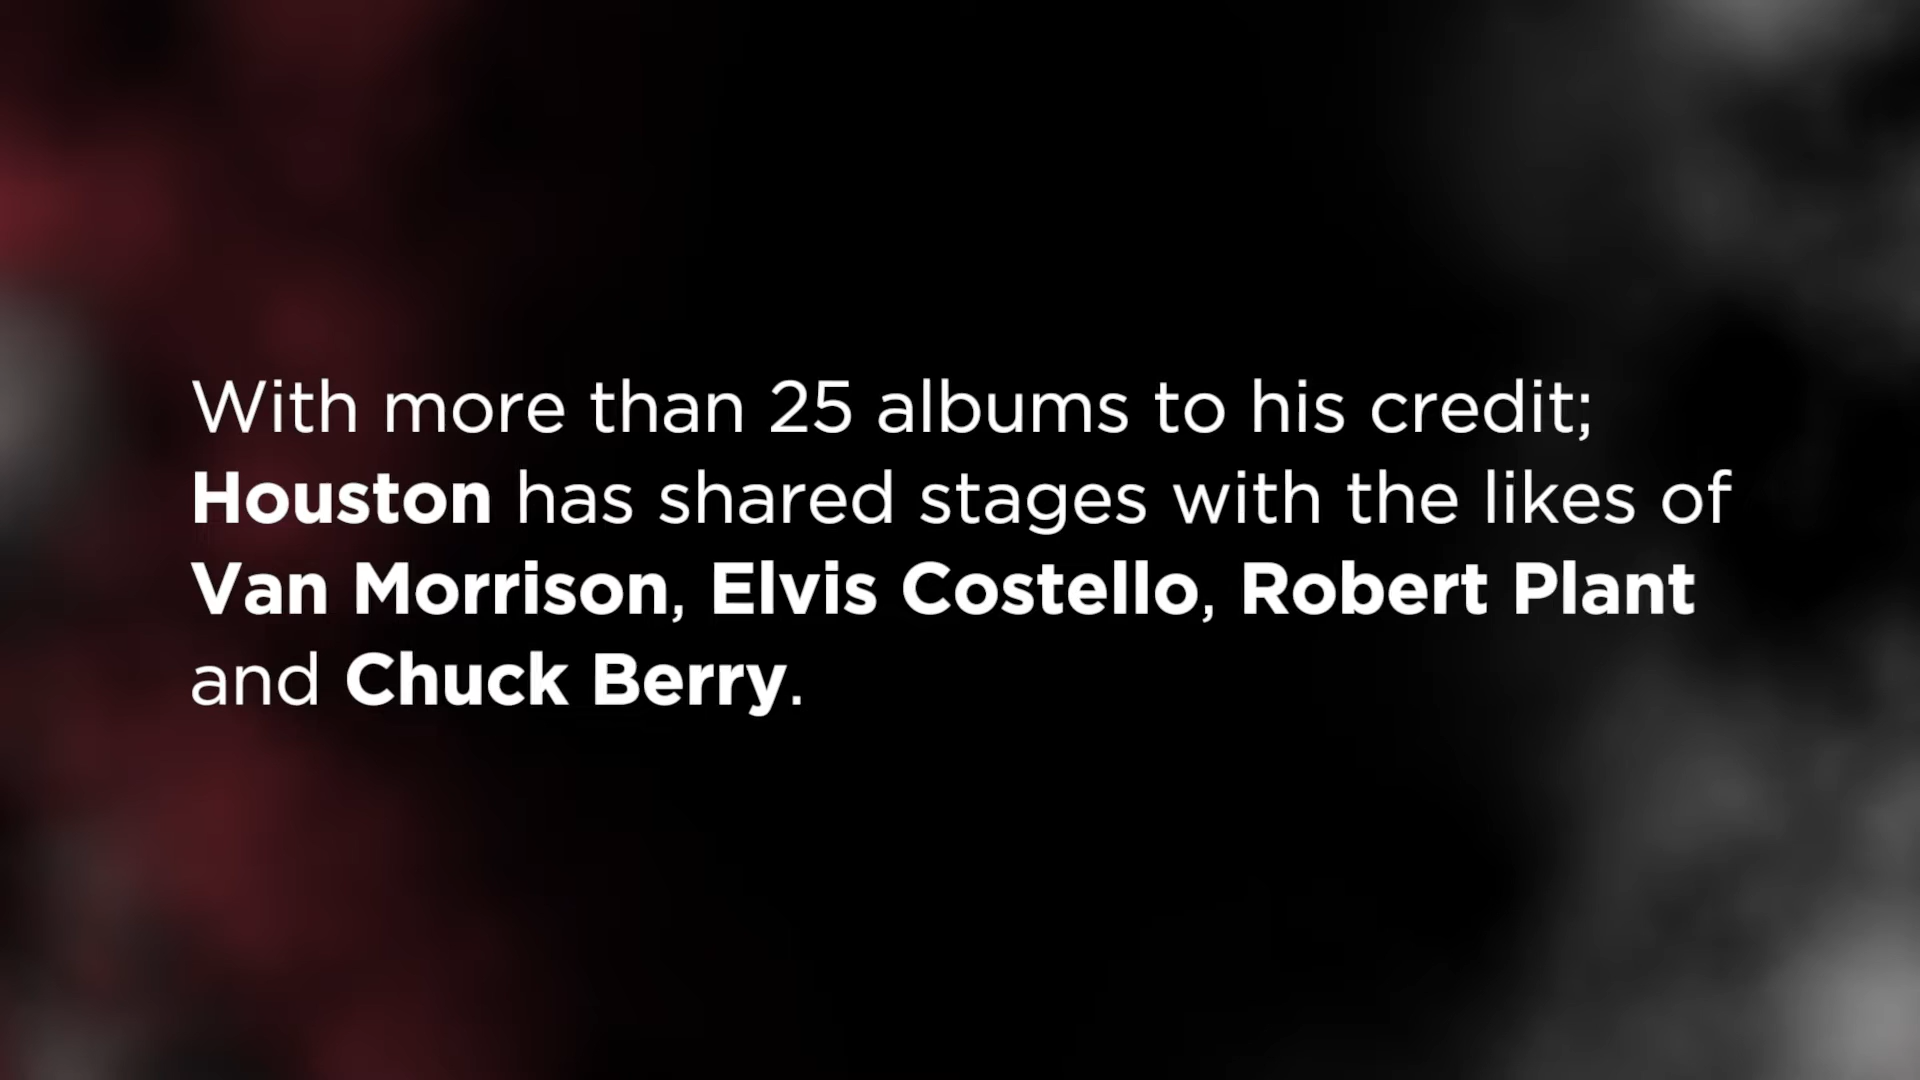 With more than 25 albums to his credit;
Houston has shared stages with the likes of
Van Morrison, Elvis Costello, Robert Plant
and Chuck Berry.